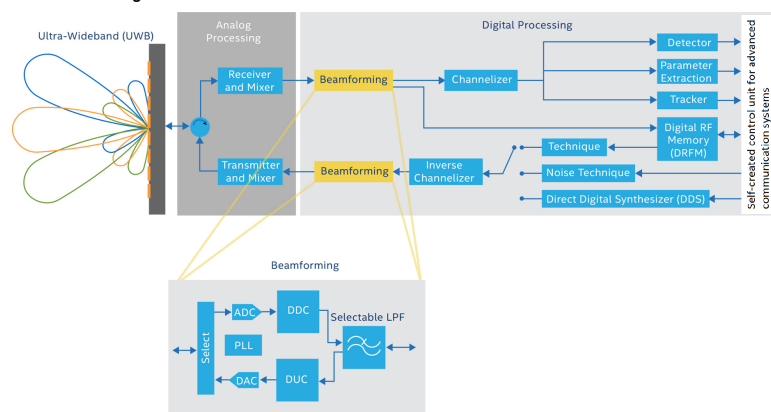 Analog
Processing
Digital Processing
Ultra-Wideband (UWB)
Receiver
and Mixer
Beamforming
Channelizer
Detector
Parameter
Extraction
Tracker
Digital RF
Memory
(DRFM)
Technique
Transmitter
and Mixer
Beamforming
Inverse
Channelizer
Noise Technique
Direct Digital Synthesizer (DDS)
Self-created control unit for advanced
communication systems
Beamforming
Select
ADC
DDC
Selectable LPF
PLL
DAC
DUC